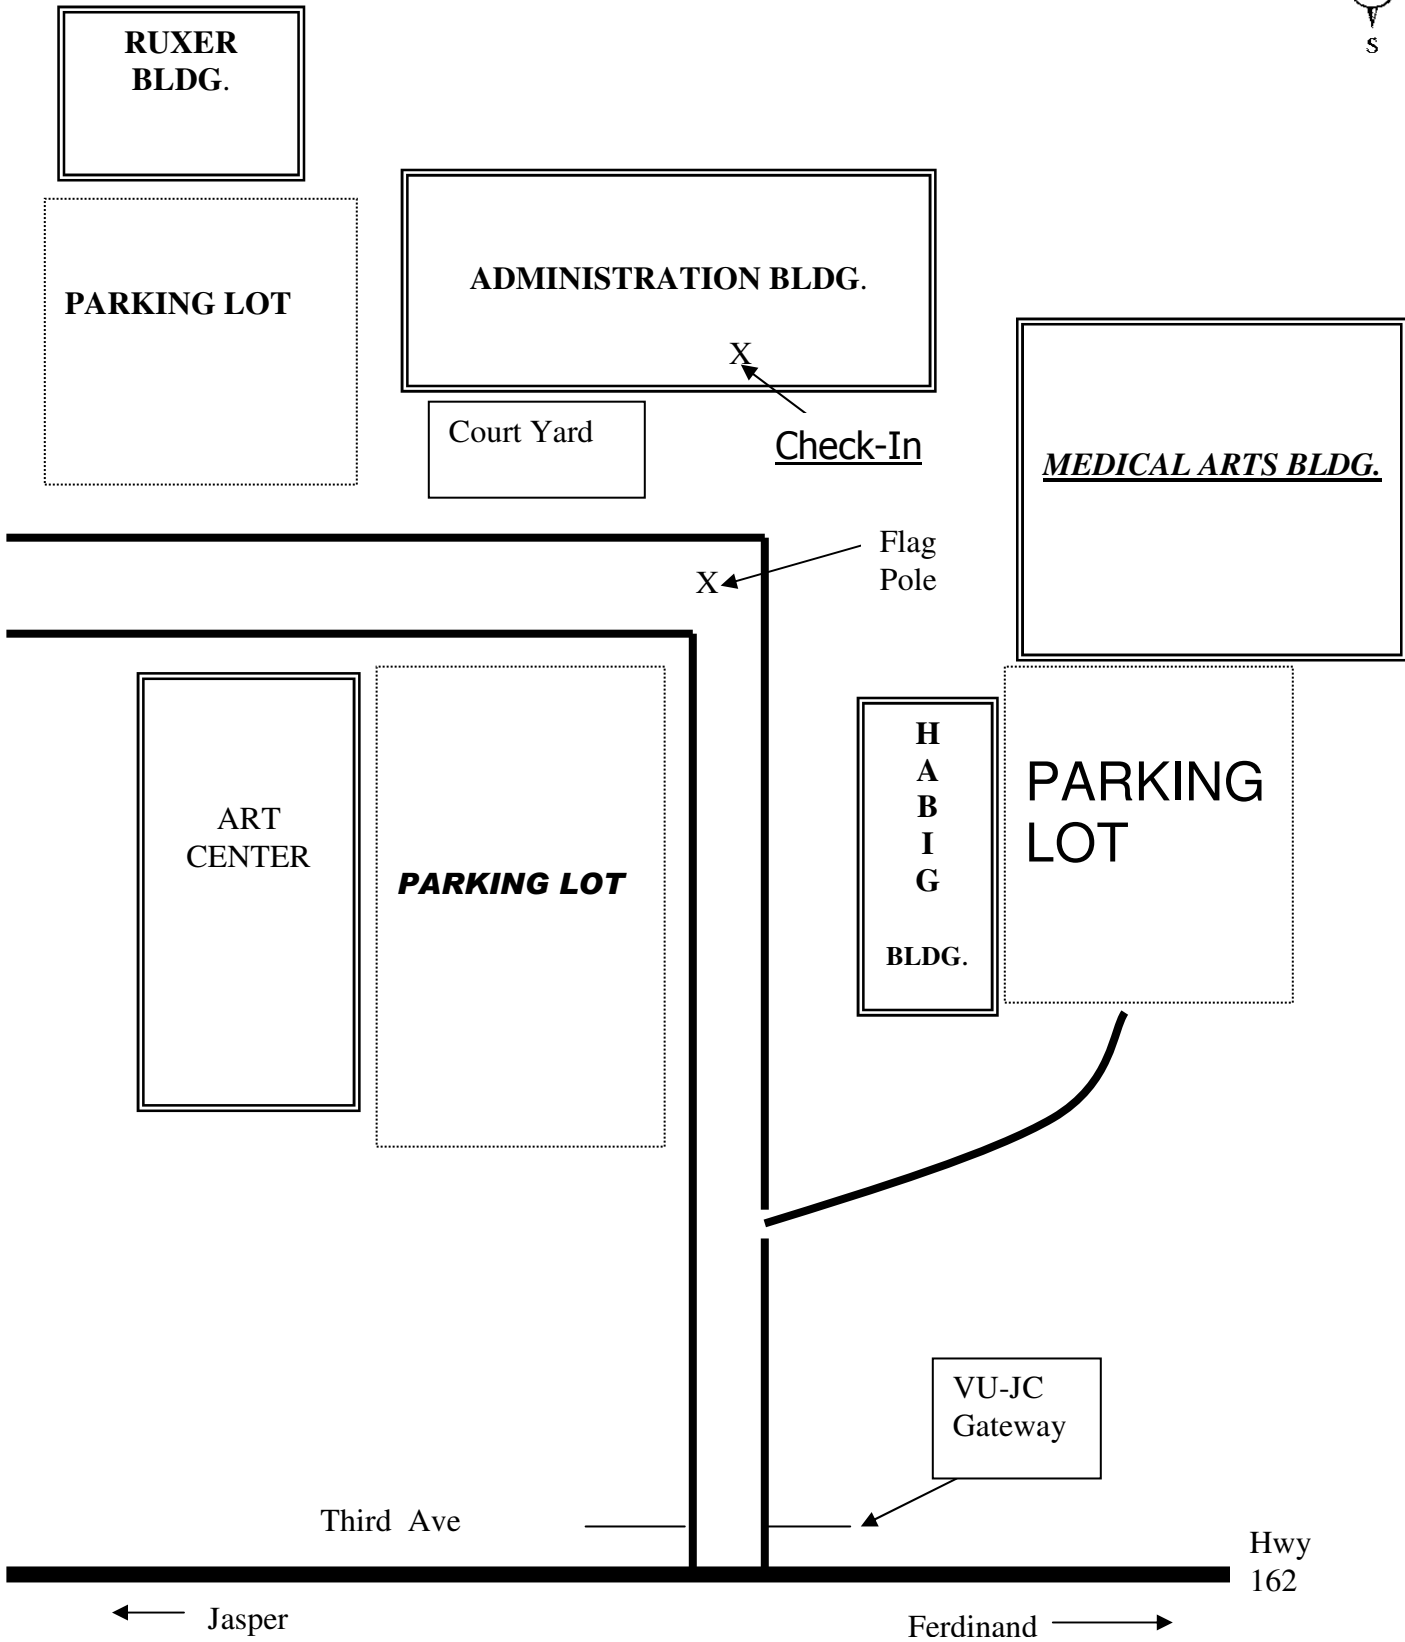 S
RUXER
BLDG.
ADMINISTRATION BLDG.
PARKING LOT
X
Court Yard
Check-In
MEDICAL ARTS BLDG.
Flag
Pole
X
H
A
B
I
G
BLDG.
PARKING
LOT
ART
CENTER
PARKING LOT
VU-JC
Gateway
Third Ave
Hwy
162
Jasper
Ferdinand